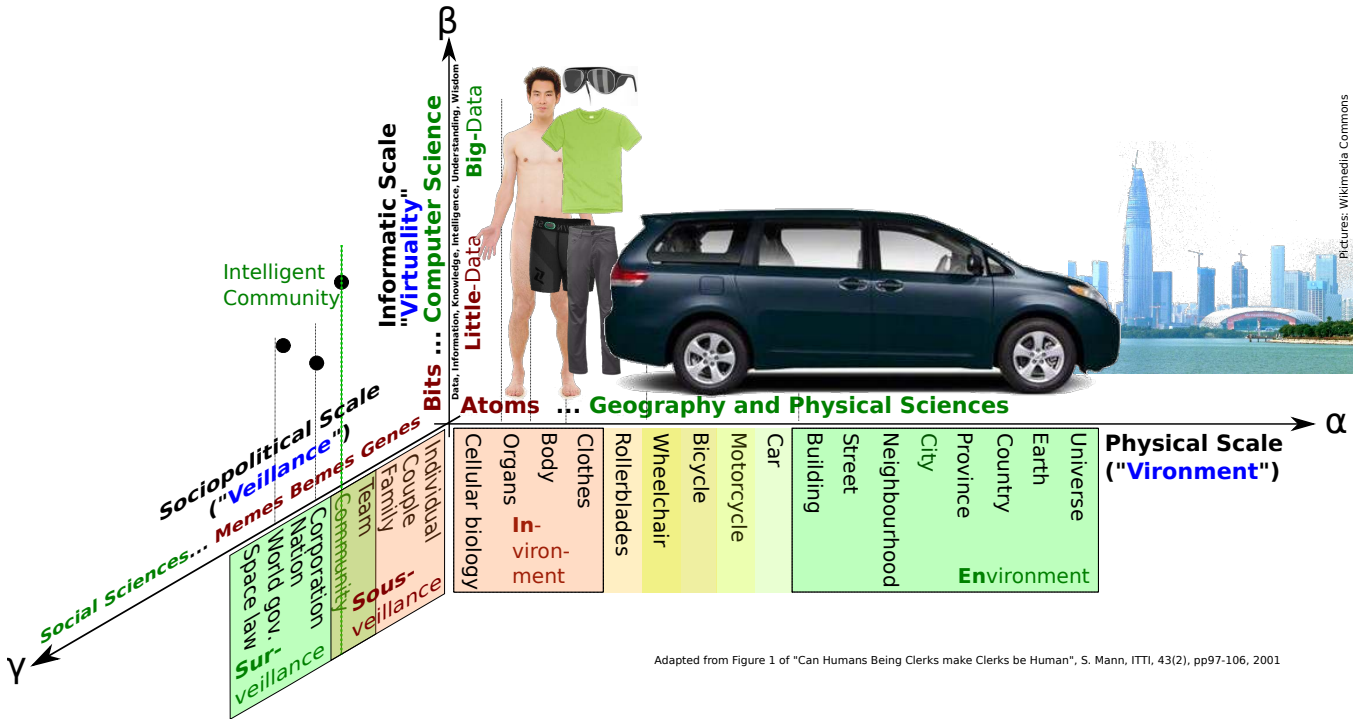 β
Informatic Scale
"Virtuality"
Bits ... Computer Science
Data, Information, Knowledge, Intelligence, Understanding, Wisdom
Big-Data
Little-Data
Pictures: Wikimedia Commons
Intelligent
Community
Sociopolitical Scale
("Veillance")
Social Sciences... Memes Bemes Genes
γ
Atoms ... Geography and Physical Sciences
α
Physical Scale
("Vironment")
Individual
Couple
Family
Team
Community
Corporation
Nation
World gov.
Space law
Sous-
veillance
Sur-
veillance
Cellular biology
Organs
Body
Clothes
In-
viron-
ment
Rollerblades
Wheelchair
Bicycle
Motorcycle
Car
Building
Street
Neighbourhood
City
Province
Country
Earth
Universe
Environment
Adapted from Figure 1 of "Can Humans Being Clerks make Clerks be Human", S. Mann, ITTI, 43(2), pp97-106, 2001